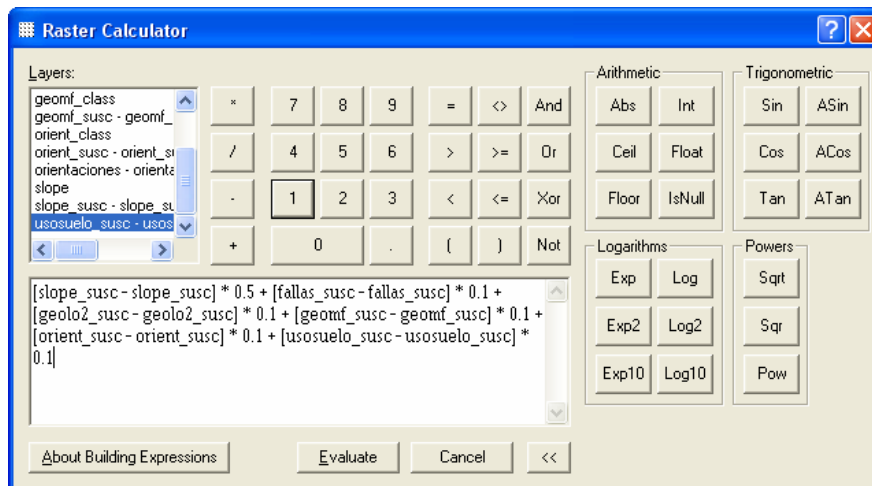 Raster Calculator
Layers:
geomf_class
geomf_susc - geomf_
orient_class
orient_susc - orient_s
orientaciones - orienta
slope
slope_susc - slope_su
usosuelo_susc - usos
* 7 8 9 = <> And
/ 4 5 6 > >= Or
- 1 2 3 < <= Xor
+ 0 . ( ) Not
[slope_susc - slope_susc] * 0.5 + [fallas_susc - fallas_susc] * 0.1 +
[geolo2_susc - geolo2_susc] * 0.1 + [geomf_susc - geomf_susc] * 0.1 +
[orient_susc - orient_susc] * 0.1 + [usosuelo_susc - usosuelo_susc] *
0.1
About Building Expressions Evaluate Cancel <<
Arithmetic
Abs Int
Ceil Float
Floor IsNull
Trigonometric
Sin ASin
Cos ACos
Tan ATan
Logarithms
Exp Log
Exp2 Log2
Exp10 Log10
Powers
Sqrt
Sqr
Pow